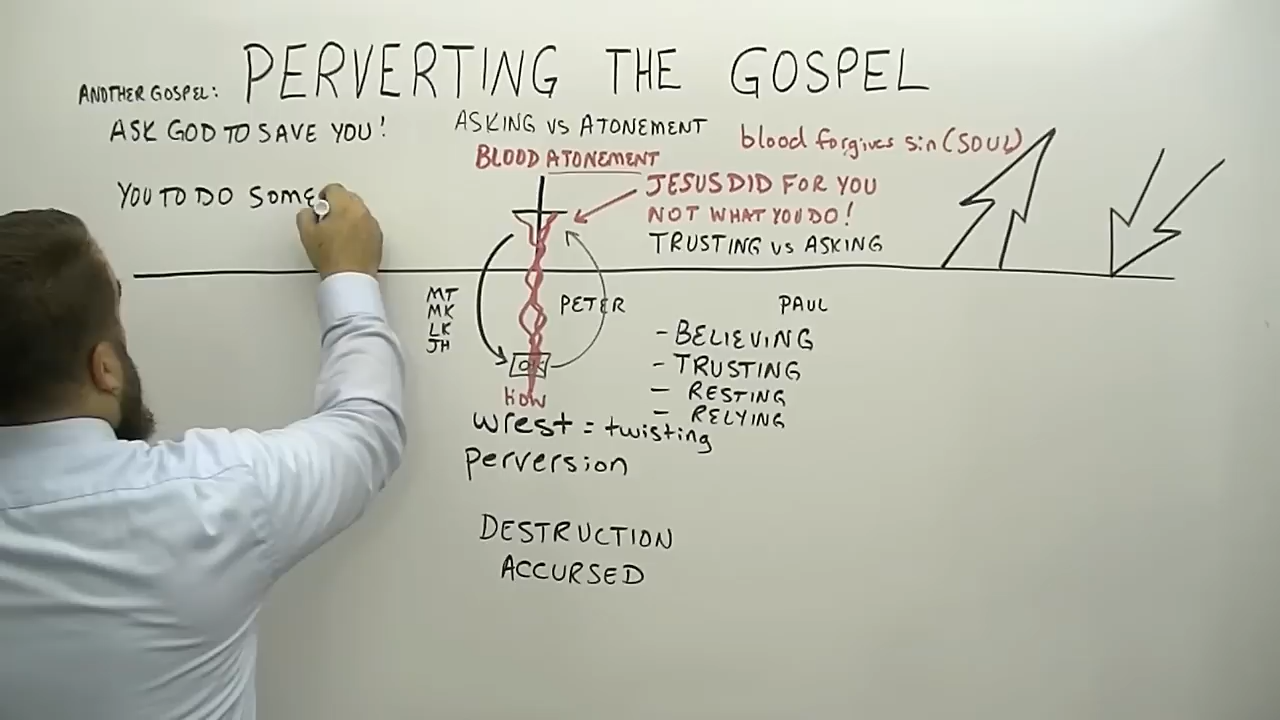 PERVERTING THE GOSPEL
ANOTHER GOSPEL:
ASK GOD TO SAVE YOU!
YOU TO DO SOME
ASKING VS ATONEMENT
BLOOD ATONEMENT
blood forgives sin (SOUL)
JESUS DID FOR YOU
NOT WHAT YOU DO!
TRUSTING vs ASKING
MT
MK
LK
JH
PETER
HOW
wrest = twisting
perversion
PAUL
- BELIEVING
- TRUSTING
- RESTING
- RELYING
DESTRUCTION
ACCURSED